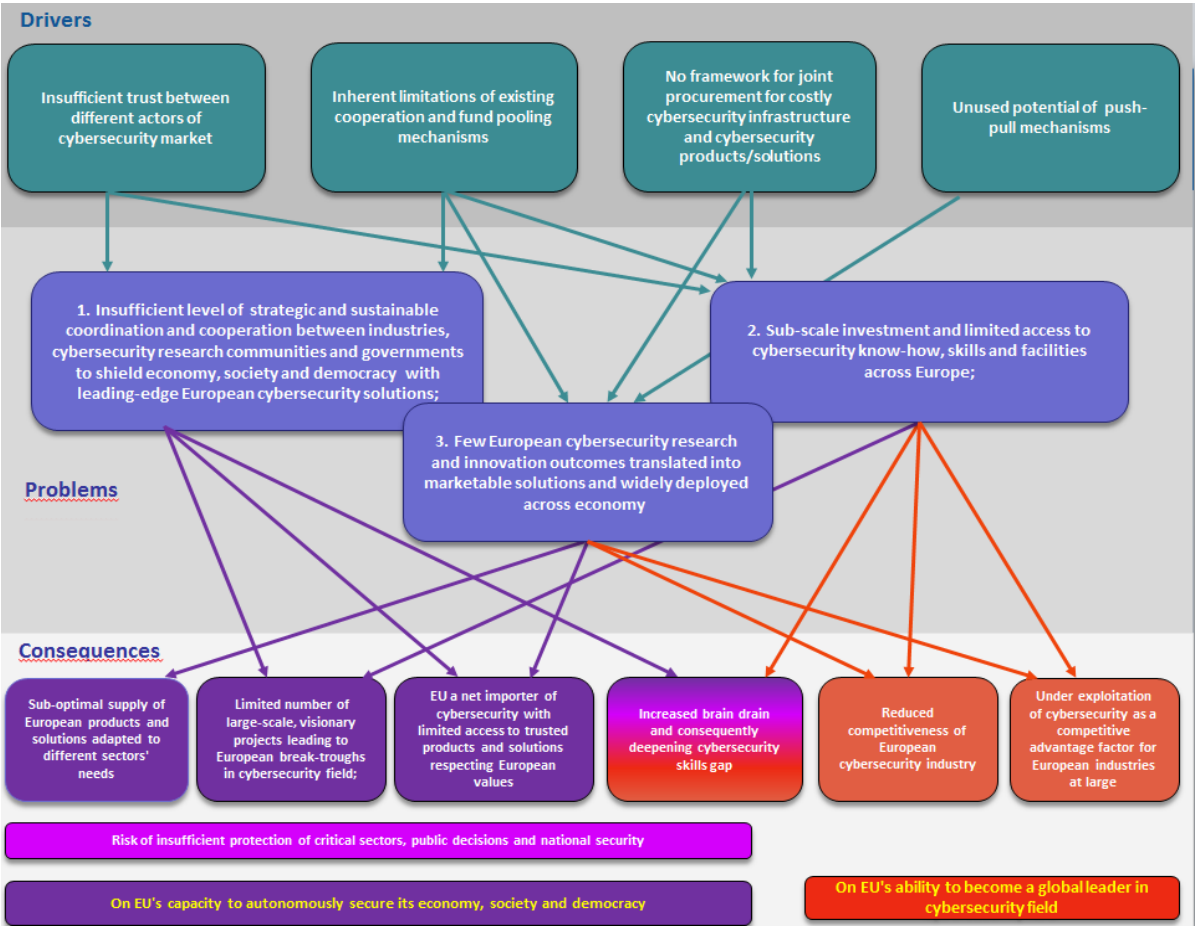 Drivers
Insufficient trust between
different actors of
cybersecurity market
Inherent limitations of existing
cooperation and fund pooling
mechanisms
No framework for joint
procurement for costly
cybersecurity infrastructure
and cybersecurity
products/solutions
Unused potential of push-
pull mechanisms
1. Insufficient level of strategic and sustainable
coordination and cooperation between industries,
cybersecurity research communities and governments
to shield economy, society and democracy with
leading-edge European cybersecurity solutions;
2. Sub-scale investment and limited access to
cybersecurity know-how, skills and facilities
across Europe;
3. Few European cybersecurity research
and innovation outcomes translated into
marketable solutions and widely deployed
across economy
Problems
Consequences
Sub-optimal supply of
European products and
solutions adapted to
different sectors'
needs
Limited number of
large-scale, visionary
projects leading to
European break-troughs
in cybersecurity field;
EU a net importer of
cybersecurity with
limited access to trusted
products and solutions
respecting European
values
Increased brain drain
and consequently
deepening cybersecurity
skills gap
Reduced
competitiveness of
European
cybersecurity industry
Under exploitation
of cybersecurity as a
competitive
advantage factor for
European industries
at large
Risk of insufficient protection of critical sectors, public decisions and national security
On EU's capacity to autonomously secure its economy, society and democracy
On EU's ability to become a global leader in
cybersecurity field